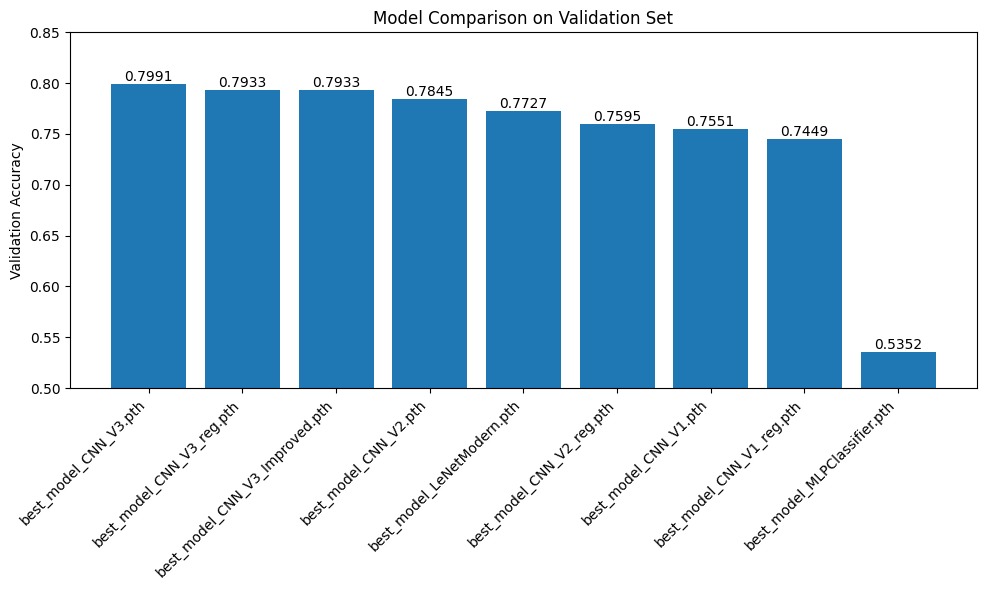 Model Comparison on Validation Set
Validation Accuracy
0.85
0.80
0.75
0.70
0.65
0.60
0.55
0.50
0.7991
0.7933
0.7933
0.7845
0.7727
0.7595
0.7551
0.7449
0.5352
best_model_CNN_V3.pth
best_model_CNN_V3_reg.pth
best_model_CNN_V3_Improved.pth
best_model_CNN_V2.pth
best_model_LeNetModern.pth
best_model_CNN_V2_reg.pth
best_model_CNN_V1.pth
best_model_CNN_V1_reg.pth
best_model_MLPClassifier.pth